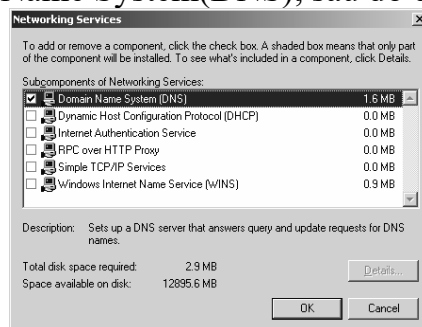 Networking Services
To add or remove a component, click the check box. A shaded box means that only part
of the component will be installed. To see what's included in a component, click Details.
Subcomponents of Networking Services:
Domain Name System (DNS) 1.6 MB
Dynamic Host Configuration Protocol (DHCP) 0.0 MB
Internet Authentication Service 0.0 MB
RPC over HTTP Proxy 0.0 MB
Simple TCP/IP Services 0.0 MB
Windows Internet Name Service (WINS) 0.9 MB
Description: Sets up a DNS server that answers query and update requests for DNS
names.
Total disk space required: 2.9 MB
Space available on disk: 12895.6 MB
Details...
OK Cancel